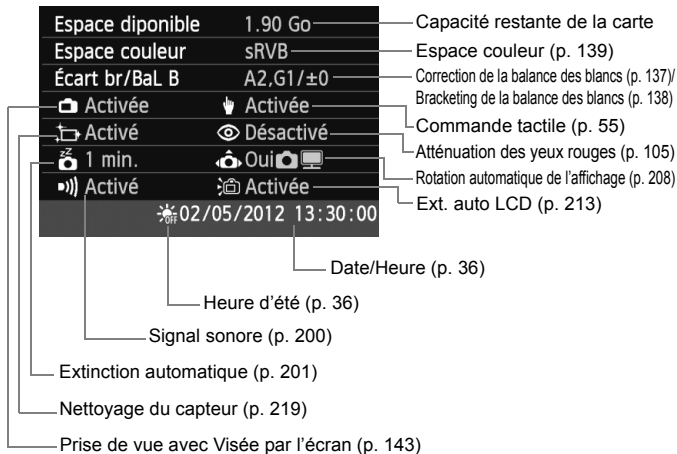 Espace diponible 1.90 Go Capacité restante de la carte
Espace couleur sRVB Espace couleur (p. 139)
Écart br/BaL B A2,G1/±0 Correction de la balance des blancs (p. 137)/
Bracketing de la balance des blancs (p. 138)
Activée Activée Commande tactile (p. 55)
Activé Désactivé Atténuation des yeux rouges (p. 105)
zz 1 min. Oui Rotation automatique de l'affichage (p. 208)
Activé Activée Ext. auto LCD (p. 213)
OFF 02/05/2012 13:30:00
Date/Heure (p. 36)
Heure d'été (p. 36)
Signal sonore (p. 200)
Extinction automatique (p. 201)
Nettoyage du capteur (p. 219)
Prise de vue avec Visée par l'écran (p. 143)